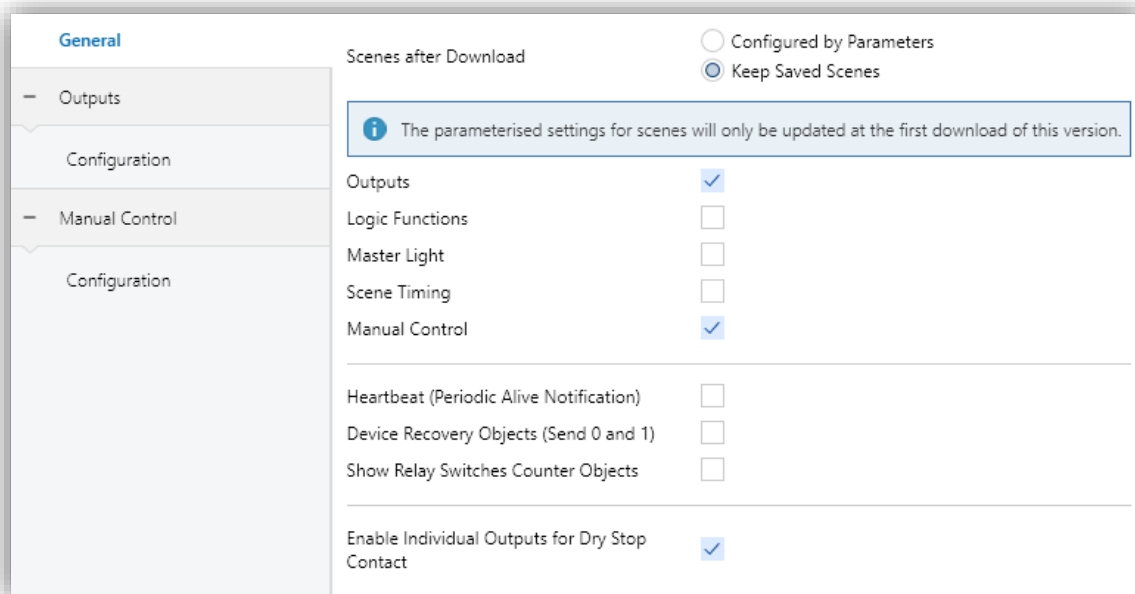 General
Outputs
Configuration
Manual Control
Configuration
Scenes after Download
Configured by Parameters
Keep Saved Scenes
The parameterised settings for scenes will only be updated at the first download of this version.
Outputs
Logic Functions
Master Light
Scene Timing
Manual Control
Heartbeat (Periodic Alive Notification)
Device Recovery Objects (Send 0 and 1)
Show Relay Switches Counter Objects
Enable Individual Outputs for Dry Stop
Contact